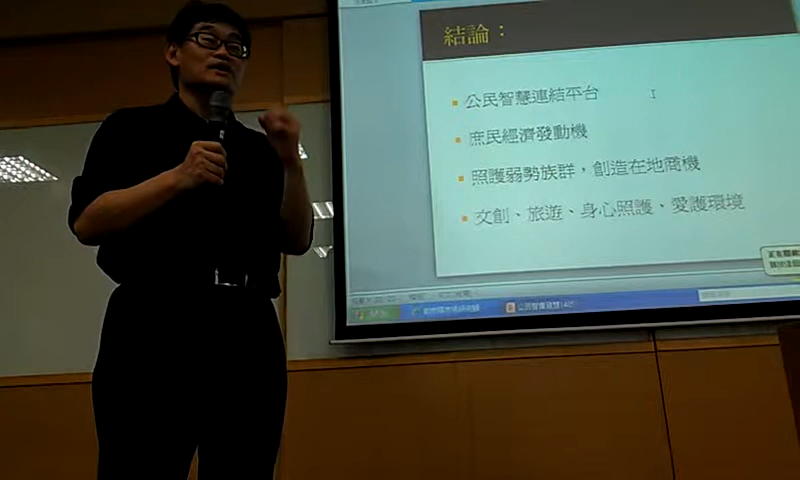 結論：
公民智慧連結平台
庶民經濟發動機
照護弱勢族群，創造在地商機
文創、旅遊、身心照護、愛護環境